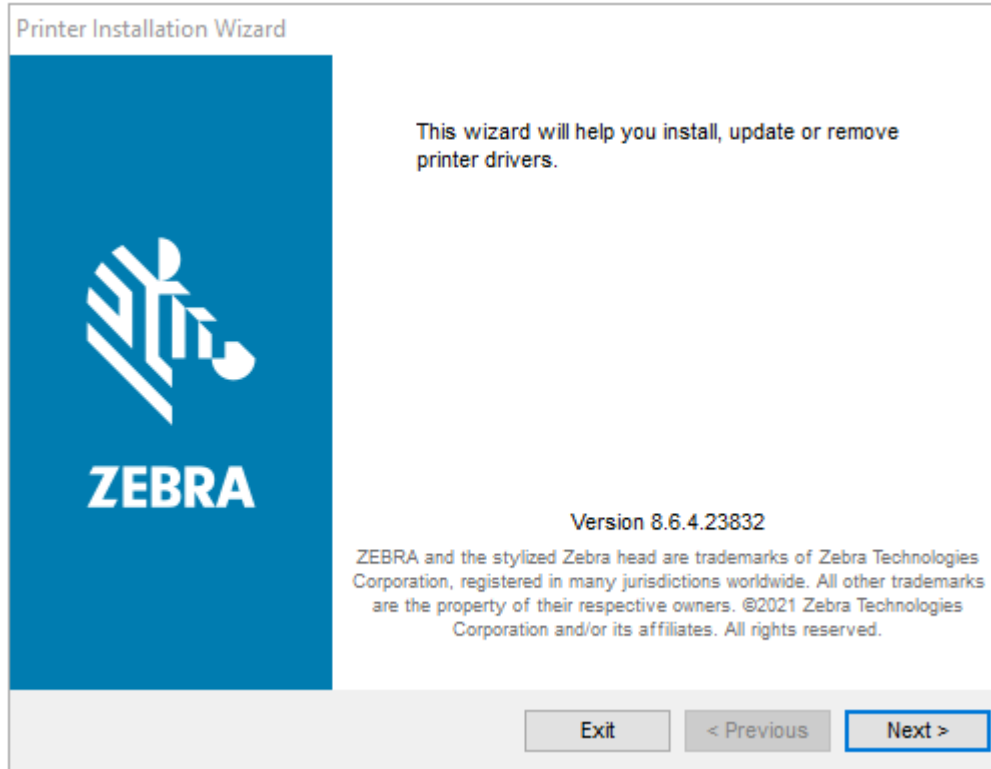 Printer Installation Wizard
This wizard will help you install, update or remove
printer drivers.
ZEBRA
Version 8.6.4.23832
ZEBRA and the stylized Zebra head are trademarks of Zebra Technologies
Corporation, registered in many jurisdictions worldwide. All other trademarks
are the property of their respective owners. ©2021 Zebra Technologies
Corporation and/or its affiliates. All rights reserved.
Exit
< Previous
Next >